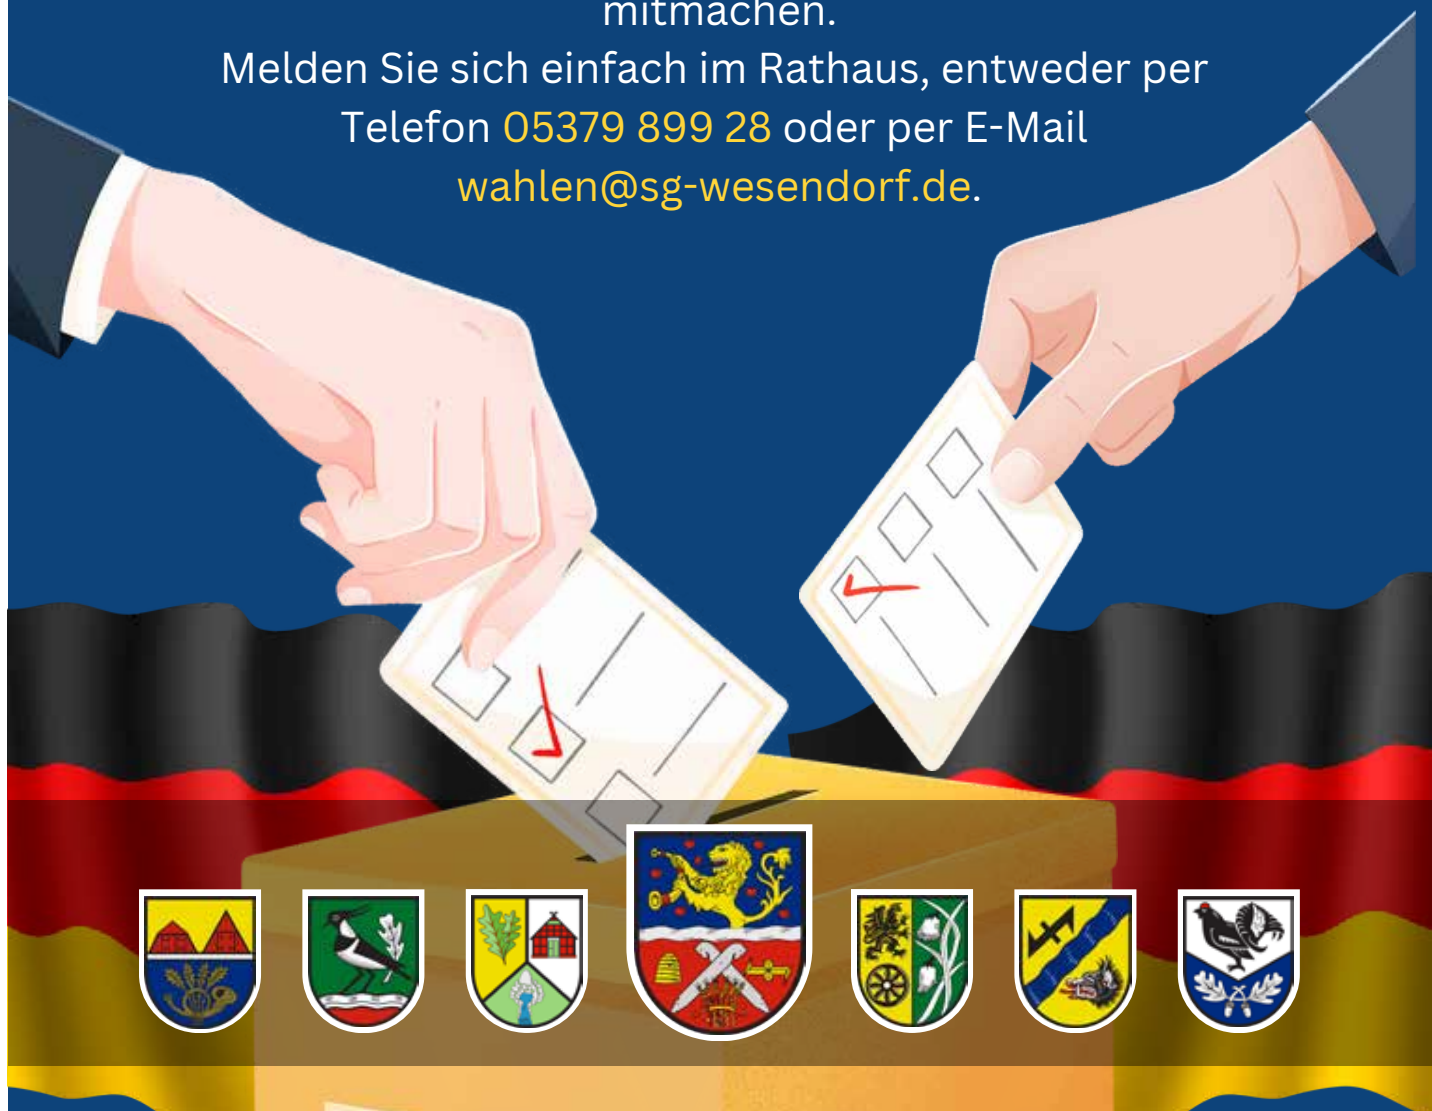 mitmachen.
Melden Sie sich einfach im Rathaus, entweder per
Telefon 05379 899 28 oder per E-Mail
wahlen@sg-wesendorf.de.